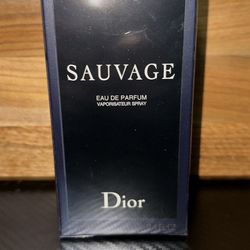 SAUVAGE
EAU DE PARFUM
VAPORISATEUR SPRAY
Dior